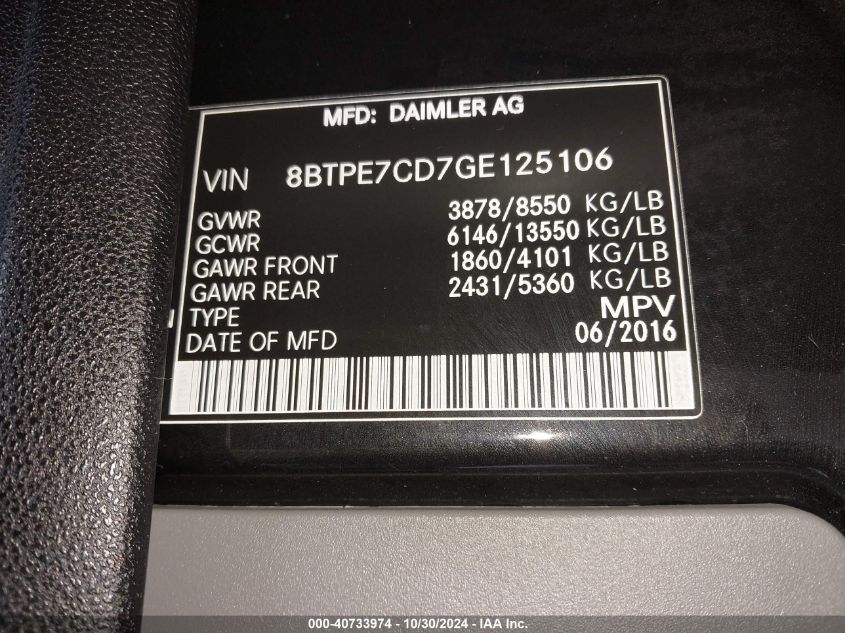 MFD: DAIMLER AG
VIN 8BTPE7CD7GE125106
GVWR 3878/8550 KG/LB
GCWR 6146/13550 KG/LB
GAWR FRONT 1860/4101 KG/LB
GAWR REAR 2431/5360 KG/LB
TYPE MPV
DATE OF MFD 06/2016
000-40733974 | 10/30/2024 - IAA Inc.